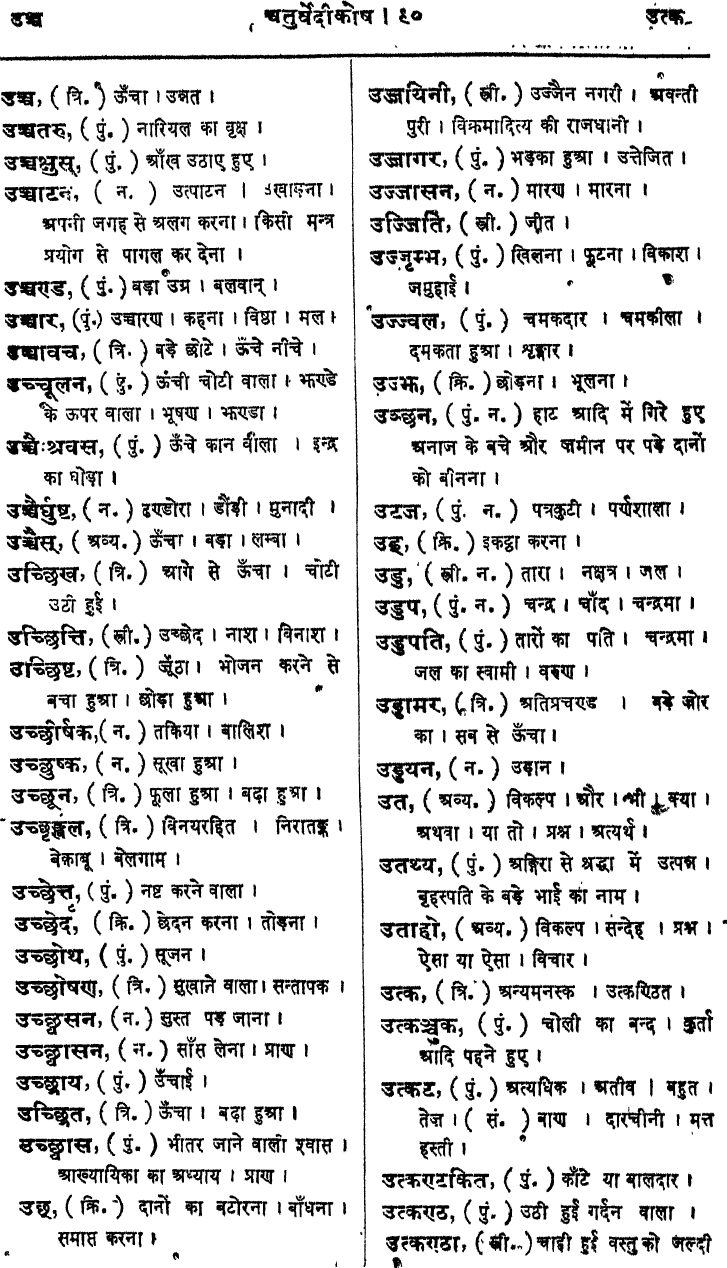 उच्च
चतुर्वेदीकोष । ९०
उत्क
उच्च, ( त्रि. ) ऊँचा । उन्नत ।
उच्चतरु, ( पुं. ) नारियल का वृक्ष ।
उच्चक्षुस्, ( पुं. ) आँख उठाए हुए ।
उच्चाटन, ( न. ) उत्पाटन । उखाड़ना ।
अपनी जगह से अलग करना । किसी मन्त्र
प्रयोग से पागल कर देना ।
उच्चण्ड, ( पुं. ) बड़ा उग्र । बलवान् ।
उच्चार, (पुं.) उच्चारण । कहना । विष्ठा । मल ।
उच्चावच, ( त्रि. ) बड़े छोटे । ऊँचे नीचे ।
उच्चूलन, ( पुं. ) ऊंची चोटी वाला । झण्डे
के ऊपर वाला । भूषण । झण्डा ।
उच्चैःश्रवस, ( पुं. ) ऊँचे कान वाला । इन्द्र
का घोड़ा ।
उच्चैर्घुष्ट, ( न. ) ढण्डोरा । डौंड़ी । मुनादी ।
उच्चैस्, ( अव्य. ) ऊँचा । बड़ा । लम्बा ।
उच्छिख, ( त्रि. ) आगे से ऊँचा । चोटी
उटी हुई ।
उच्छित्ति, ( स्त्री. ) उच्छेद । नाश । विनाश ।
उच्छिष्ट, ( त्रि. ) जूँठा । भोजन करने से
बचा हुआ । छोड़ा हुआ ।
उच्छीर्षक, ( न. ) तकिया । बालिश ।
उच्छुष्क, ( न. ) सूखा हुआ ।
उच्छून, ( त्रि. ) फूला हुआ । बढ़ा हुआ ।
उच्छृङ्खल, ( त्रि. ) विनयरहित । निरातङ्क ।
बेकाबू । बेलगाम ।
उच्छेत्तृ, ( पुं. ) नष्ट करने वाला ।
उच्छेद, ( क्रि. ) छेदन करना । तोड़ना ।
उच्छोथ, ( पुं. ) सूजन ।
उच्छोषण, ( त्रि. ) सुखाने वाला । सन्तापक ।
उच्छ्वसन, ( न. ) सुस्त पड़ जाना ।
उच्छ्वासन, ( न. ) साँस लेना । प्राण ।
उच्छ्राय, ( पुं. ) उँचाई ।
उच्छ्रित, ( त्रि. ) ऊँचा । बढ़ा हुआ ।
उच्छ्वास, ( पुं. ) भीतर जाने वाला श्वास ।
आख्यायिका का अध्याय । प्राण ।
उछ्, ( क्रि. ) दानों का बटोरना । बाँधना ।
समाप्त करना ।
उज्जयिनी, ( स्त्री. ) उज्जैन नगरी । अवन्ती
पुरी । विक्रमादित्य की राजधानी ।
उज्जागर, ( पुं. ) भड़का हुआ । उत्तेजित ।
उज्जासन, ( न. ) मारण । मारना ।
उज्जिति, ( स्त्री. ) जीत ।
उज्जृम्भ, ( पुं. ) खिलना । फूटना । विकाश ।
जमुहाई ।
उज्ज्वल, ( पुं. ) चमकदार । चमकीला ।
दमकता हुआ । श्रृङ्गार ।
उज्झ, ( क्रि. ) छोड़ना । भूलना ।
उञ्छन, ( पुं. न. ) हाट आदि में गिरे हुए
अनाज के बचे और ज़मीन पर पड़े दानों
को बीनना ।
उटज, ( पुं. न. ) पत्रकुटी । पर्णशाला ।
उट्ठ, ( क्रि. ) इकट्ठा करना ।
उडु, ( स्त्री. न. ) तारा । नक्षत्र । जल ।
उडुप, ( पुं. न. ) चन्द्र । चाँद । चन्द्रमा ।
उडुपति, ( पुं. ) तारों का पति । चन्द्रमा ।
जल का स्वामी । वरुण ।
उड्डामर, ( त्रि. ) अतिप्रचण्ड । बड़े ज़ोर
का । सब से ऊँचा ।
उड्डयन, ( न. ) उड़ान ।
उत, ( अव्य. ) विकल्प । और । भी । क्या ।
अथवा । या तो । प्रश्न । अत्यर्थ ।
उतथ्य, ( पुं. ) अङ्गिरा से श्रद्धा में उत्पन्न ।
बृहस्पति के बड़े भाई का नाम ।
उताहो, ( अव्य. ) विकल्प । सन्देह । प्रश्न ।
ऐसा या ऐसा । विचार ।
उत्क, ( त्रि. ) अन्यमनस्क । उत्कण्ठित ।
उत्कञ्चुक, ( पुं. ) चोली का बन्द । कुर्ता
आदि पहने हुए ।
उत्कट, ( पुं. ) अत्यधिक । अतीव । बहुत ।
तेज़ । ( सं. ) बाण । दारचीनी । मत्त
हस्ती ।
उत्कण्टकित, ( पुं. ) काँटे या बालदार ।
उत्कण्ठ, ( पुं. ) उठी हुई गर्दन वाला ।
उत्कण्ठा, ( स्त्री. ) चाही हुई वस्तु को जल्दी